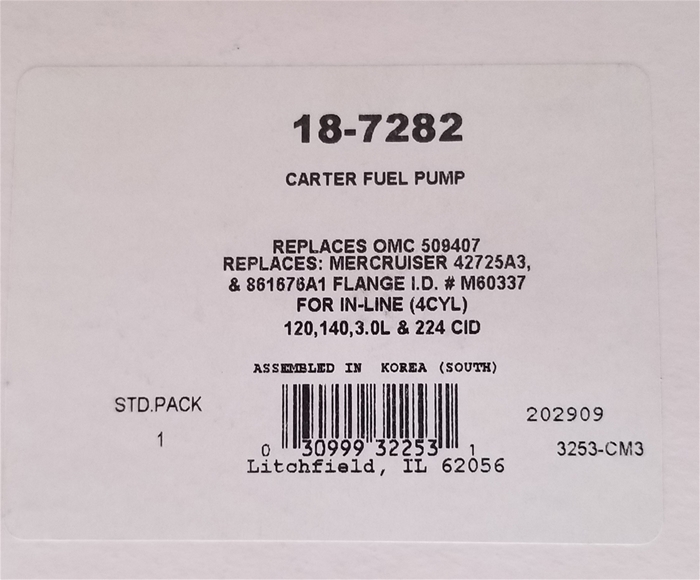 18-7282
CARTER FUEL PUMP
REPLACES OMC 509407
REPLACES: MERCRUISER 42725A3,
& 861676A1 FLANGE I.D. # M60337
FOR IN-LINE (4CYL)
120,140,3.0L & 224 CID
ASSEMBLED IN KOREA (SOUTH)
STD.PACK
1
0 30999 32253 1
Litchfield, IL 62056
202909
3253-CM3